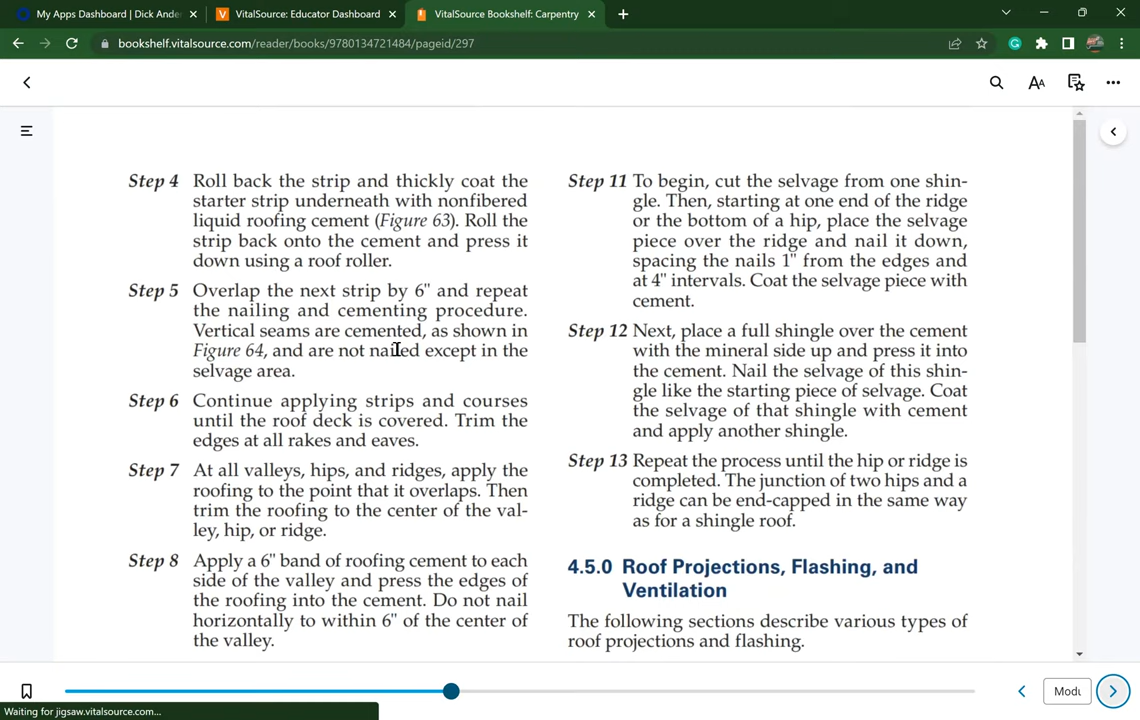 My Apps Dashboard | Dick Ander
VitalSource: Educator Dashboard
VitalSource Bookshelf: Carpentry
bookshelf.vitalsource.com/reader/books/9780134721484/pageid/297
AA
Step 4 Roll back the strip and thickly coat the
starter strip underneath with nonfibered
liquid roofing cement (Figure 63). Roll the
strip back onto the cement and press it
down using a roof roller.
Step 5 Overlap the next strip by 6" and repeat
the nailing and cementing procedure.
Vertical seams are cemented, as shown in
Figure 64, and are not nailed except in the
selvage area.
Step 6 Continue applying strips and courses
until the roof deck is covered. Trim the
edges at all rakes and eaves.
Step 7 At all valleys, hips, and ridges, apply the
roofing to the point that it overlaps. Then
trim the roofing to the center of the val-
ley, hip, or ridge.
Step 8 Apply a 6" band of roofing cement to each
side of the valley and press the edges of
the roofing into the cement. Do not nail
horizontally to within 6" of the center of
the valley.
Step 11 To begin, cut the selvage from one shin-
gle. Then, starting at one end of the ridge
or the bottom of a hip, place the selvage
piece over the ridge and nail it down,
spacing the nails 1" from the edges and
at 4" intervals. Coat the selvage piece with
cement.
Step 12 Next, place a full shingle over the cement
with the mineral side up and press it into
the cement. Nail the selvage of this shin-
gle like the starting piece of selvage. Coat
the selvage of that shingle with cement
and apply another shingle.
Step 13 Repeat the process until the hip or ridge is
completed. The junction of two hips and a
ridge can be end-capped in the same way
as for a shingle roof.
4.5.0 Roof Projections, Flashing, and
Ventilation
The following sections describe various types of
roof projections and flashing.
Modu
Waiting for jigsaw.vitalsource.com...